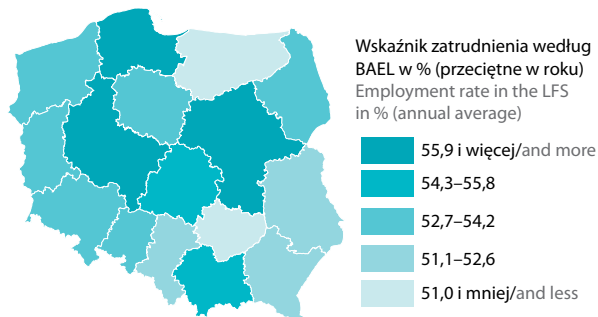 Wskaźnik zatrudnienia według
BAEL w % (przeciętne w roku)
Employment rate in the LFS
in % (annual average)
55,9 i więcej/and more
54,3–55,8
52,7–54,2
51,1–52,6
51,0 i mniej/and less